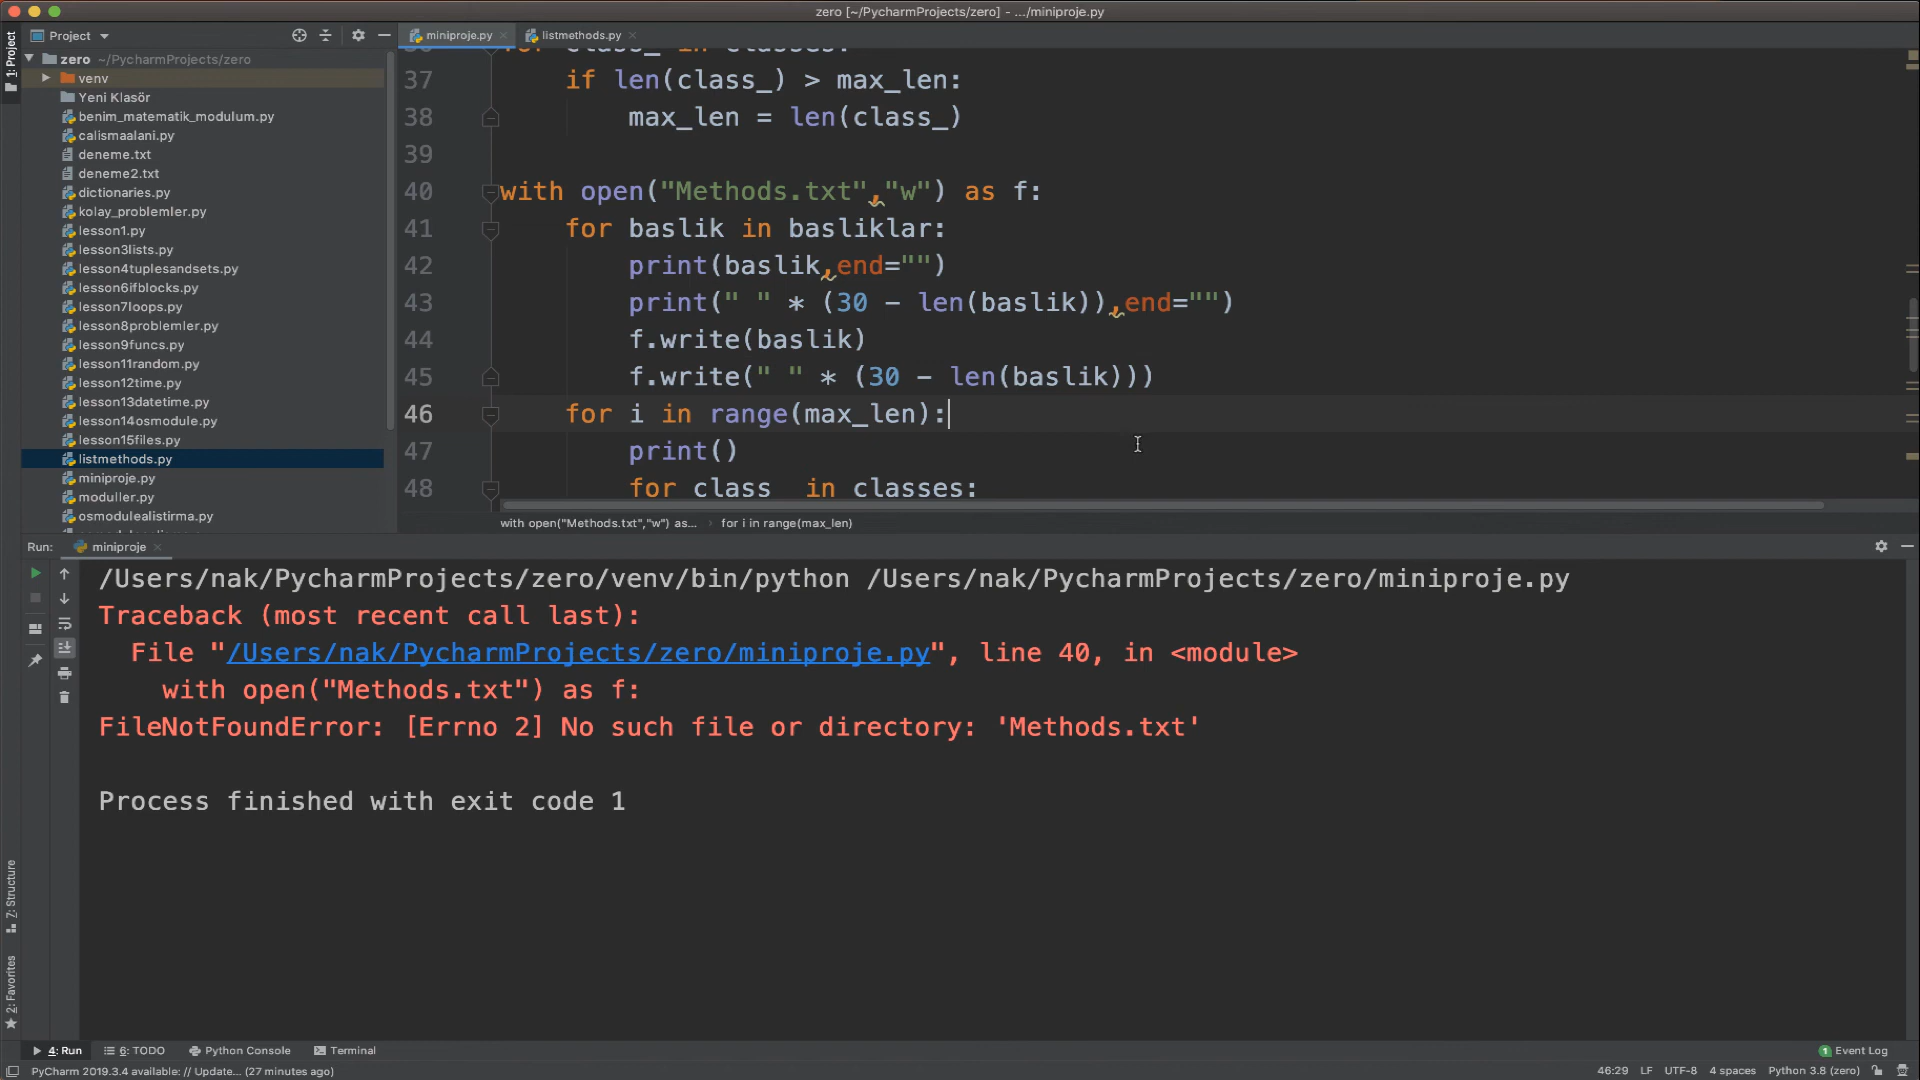 zero [~/PycharmProjects/zero] - .../miniproje.py
Project
miniproje.py
listmethods.py
1: Project
zero ~/PycharmProjects/zero
venv
Yeni Klasör
benim_matematik_modulum.py
calismaalani.py
deneme.txt
deneme2.txt
dictionaries.py
kolay_problemler.py
lesson1.py
lesson3lists.py
lesson4tuplesandsets.py
lesson6ifblocks.py
lesson7loops.py
lesson8problemler.py
lesson9funcs.py
lesson11random.py
lesson12time.py
lesson13datetime.py
lesson14osmodule.py
lesson15files.py
listmethods.py
miniproje.py
moduller.py
osmodulealistirma.py
37 if len(class_) > max_len:
38 max_len = len(class_)
39
40 with open("Methods.txt","w") as f:
41 for baslik in basliklar:
42 print(baslik,end="")
43 print(" " * (30 - len(baslik)),end="")
44 f.write(baslik)
45 f.write(" " * (30 - len(baslik)))
46 for i in range(max_len):
47 print()
48 for class_ in classes:
with open("Methods.txt","w") as... › for i in range(max_len)
Run: miniproje
/Users/nak/PycharmProjects/zero/venv/bin/python /Users/nak/PycharmProjects/zero/miniproje.py
Traceback (most recent call last):
File "/Users/nak/PycharmProjects/zero/miniproje.py", line 40, in <module>
with open("Methods.txt") as f:
FileNotFoundError: [Errno 2] No such file or directory: 'Methods.txt'
Process finished with exit code 1
7: Structure
2: Favorites
4: Run
6: TODO
Python Console
Terminal
1 Event Log
PyCharm 2019.3.4 available: // Update... (27 minutes ago)
46:29 LF UTF-8 4 spaces Python 3.8 (zero)